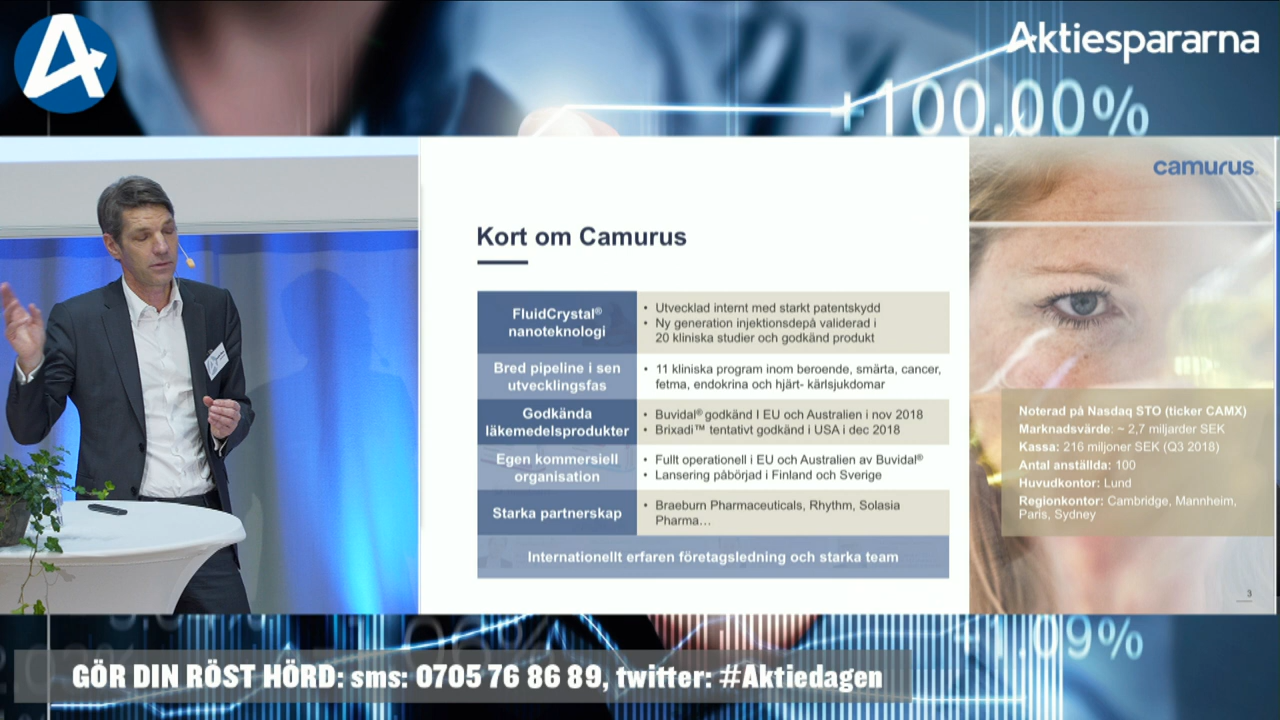 Aktiespararna
+100.00%
camurus
Kort om Camurus
FluidCrystal®
nanoteknologi
• Utvecklad internt med starkt patentskydd
• Ny generation injektionsdepå validerad i
20 kliniska studier och godkänd produkt
Bred pipeline i sen
utvecklingsfas
• 11 kliniska program inom beroende, smärta, cancer,
fetma, endokrina och hjärt- kärlsjukdomar
Godkända
läkemedelsprodukter
• Buvidal® godkänd I EU och Australien i nov 2018
• Brixadi™ tentativt godkänd i USA i dec 2018
Egen kommersiell
organisation
• Fullt operationell i EU och Australien av Buvidal®
• Lansering påbörjad i Finland och Sverige
Starka partnerskap
• Braeburn Pharmaceuticals, Rhythm, Solasia
Pharma…
Internationellt erfaren företagsledning och starka team
Noterad på Nasdaq STO (ticker CAMX)
Marknadsvärde: ~ 2,7 miljarder SEK
Kassa: 216 miljoner SEK (Q3 2018)
Antal anställda: 100
Huvudkontor: Lund
Regionkontor: Cambridge, Mannheim,
Paris, Sydney
3
+1.09%
GÖR DIN RÖST HÖRD: sms: 0705 76 86 89, twitter: #Aktiedagen